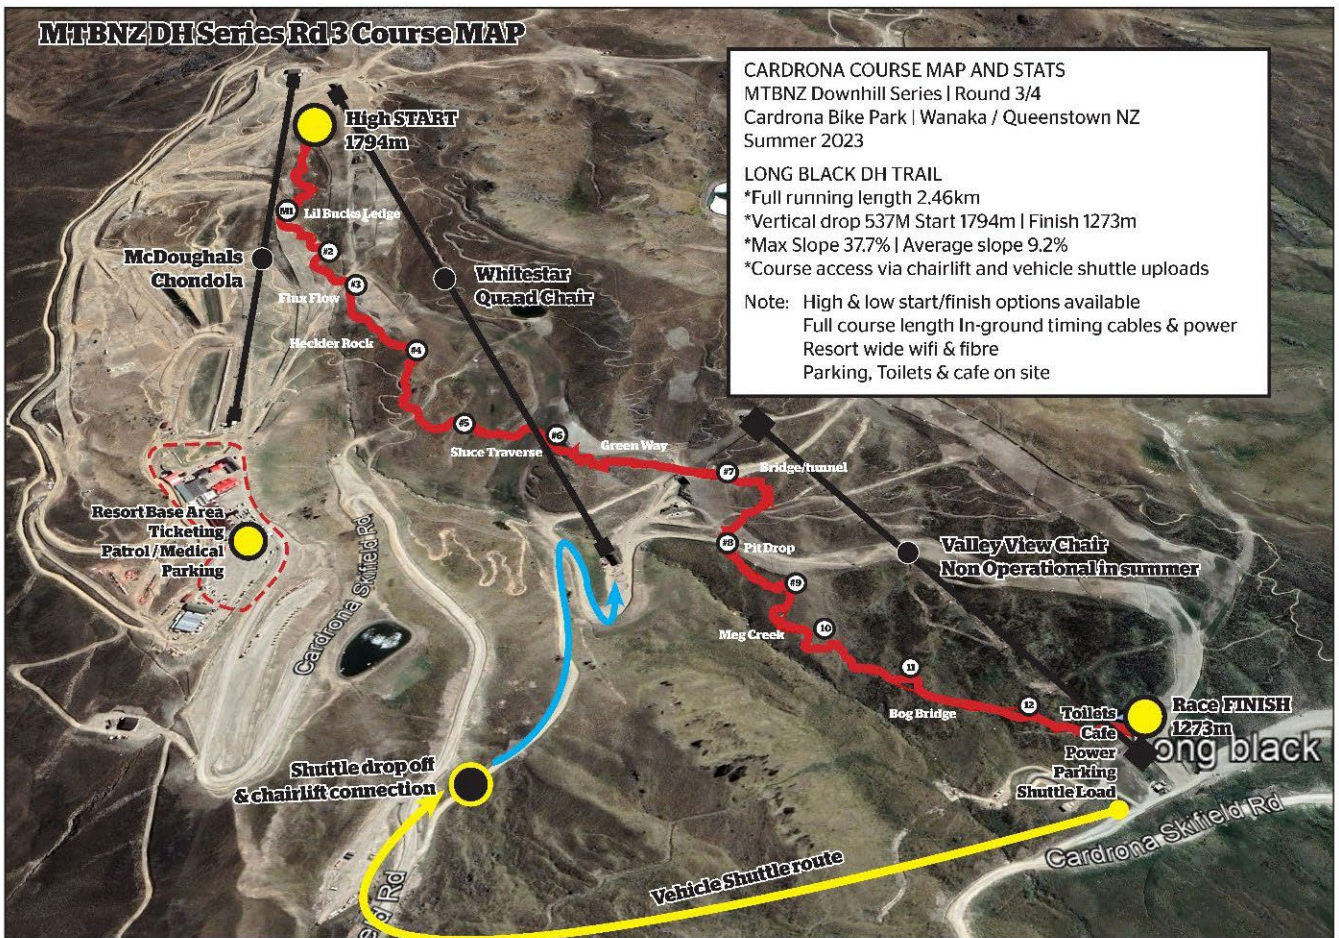 MTBNZ DH Series Rd 3 Course MAP
CARDRONA COURSE MAP AND STATS
MTBNZ Downhill Series | Round 3/4
Cardrona Bike Park | Wanaka / Queenstown NZ
Summer 2023
LONG BLACK DH TRAIL
*Full running length 2.46km
*Vertical drop 537M Start 1794m | Finish 1273m
*Max Slope 37.7% | Average slope 9.2%
*Course access via chairlift and vehicle shuttle uploads
Note: High & low start/finish options available
Full course length In-ground timing cables & power
Resort wide wifi & fibre
Parking, Toilets & cafe on site
High START
1794m
M1
Lil Bucks Ledge
#2
McDoughals
Chondola
Whitestar
Quaad Chair
#3
Finx Flow
Heckler Rock
#4
#5
Sluce Traverse
#6
Green Way
#7
Bridge/tunnel
Resort Base Area
Ticketing
Patrol / Medical
Parking
Cardrona Skifield Rd
#8
Pit Drop
Valley View Chair
Non Operational in summer
#9
Meg Creek
10
11
Bog Bridge
12
Race FINISH
1273m
Toilets
Cafe
Power
Parking
Shuttle Load
ong black
Shuttle drop off
& chairlift connection
Cardrona Skifield Rd
Vehicle Shuttle route
Rd